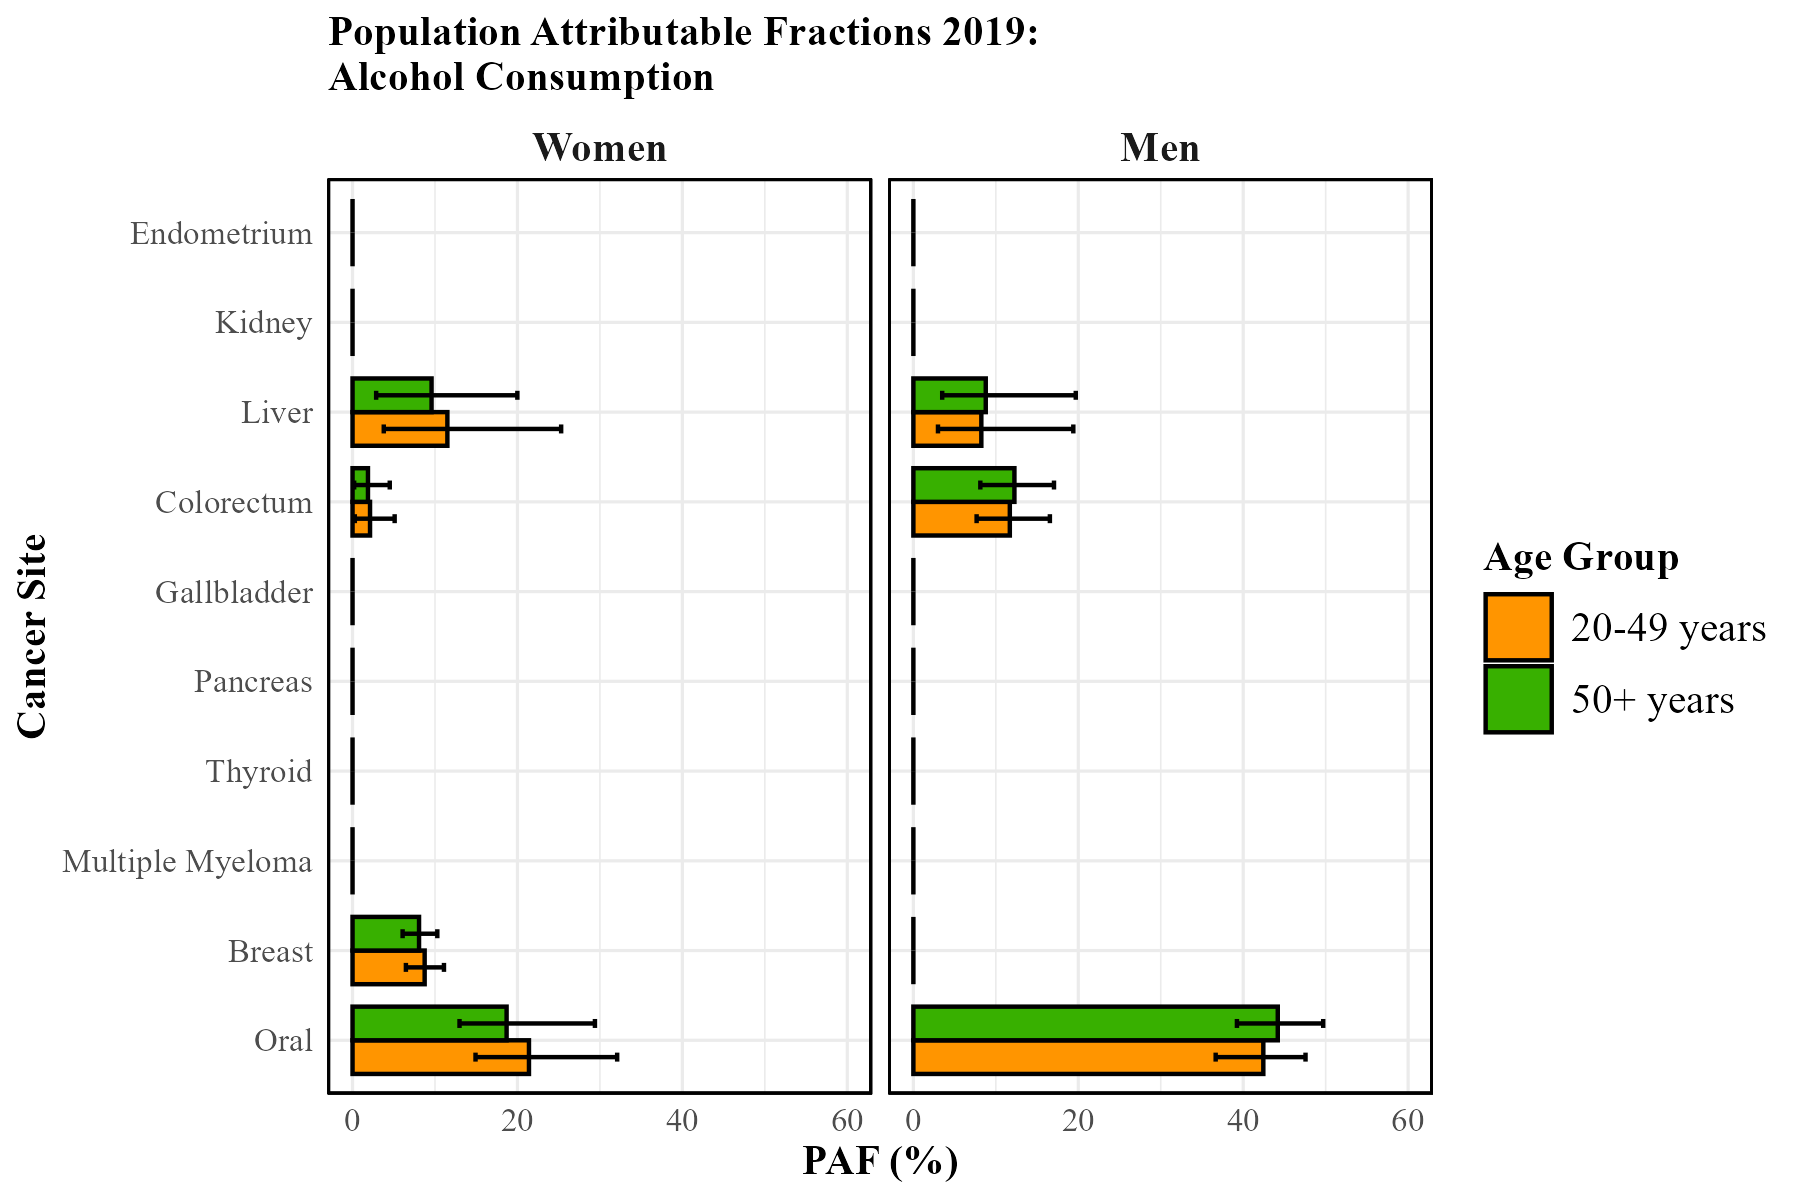 Population Attributable Fractions 2019:
Alcohol Consumption
Women
Men
Endometrium
Kidney
Liver
Colorectum
Gallbladder
Pancreas
Thyroid
Multiple Myeloma
Breast
Oral
Cancer Site
0 20 40 60
0 20 40 60
PAF (%)
Age Group
20-49 years
50+ years